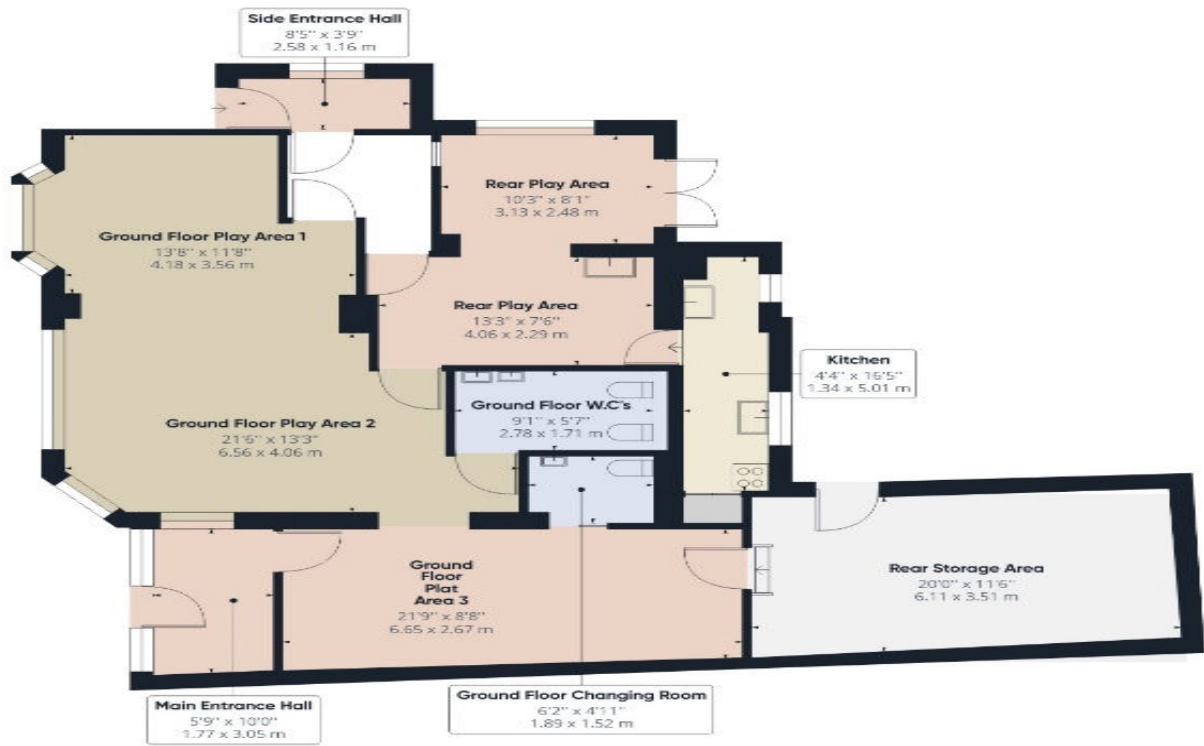 Side Entrance Hall
8'5" x 3'9"
2.58 x 1.16 m
Rear Play Area
10'3" x 8'1"
3.13 x 2.48 m
Ground Floor Play Area 1
13'8" x 11'8"
4.18 x 3.56 m
Rear Play Area
13'3" x 7'6"
4.06 x 2.29 m
Kitchen
4'4" x 16'5"
1.34 x 5.01 m
Ground Floor W.C's
9'1" x 5'7"
2.78 x 1.71 m
Ground Floor Play Area 2
21'6" x 13'3"
6.56 x 4.06 m
Ground
Floor
Plat
Area 3
21'9" x 8'8"
6.65 x 2.67 m
Rear Storage Area
20'0" x 11'6"
6.11 x 3.51 m
Main Entrance Hall
5'9" x 10'0"
1.77 x 3.05 m
Ground Floor Changing Room
6'2" x 4'11"
1.89 x 1.52 m